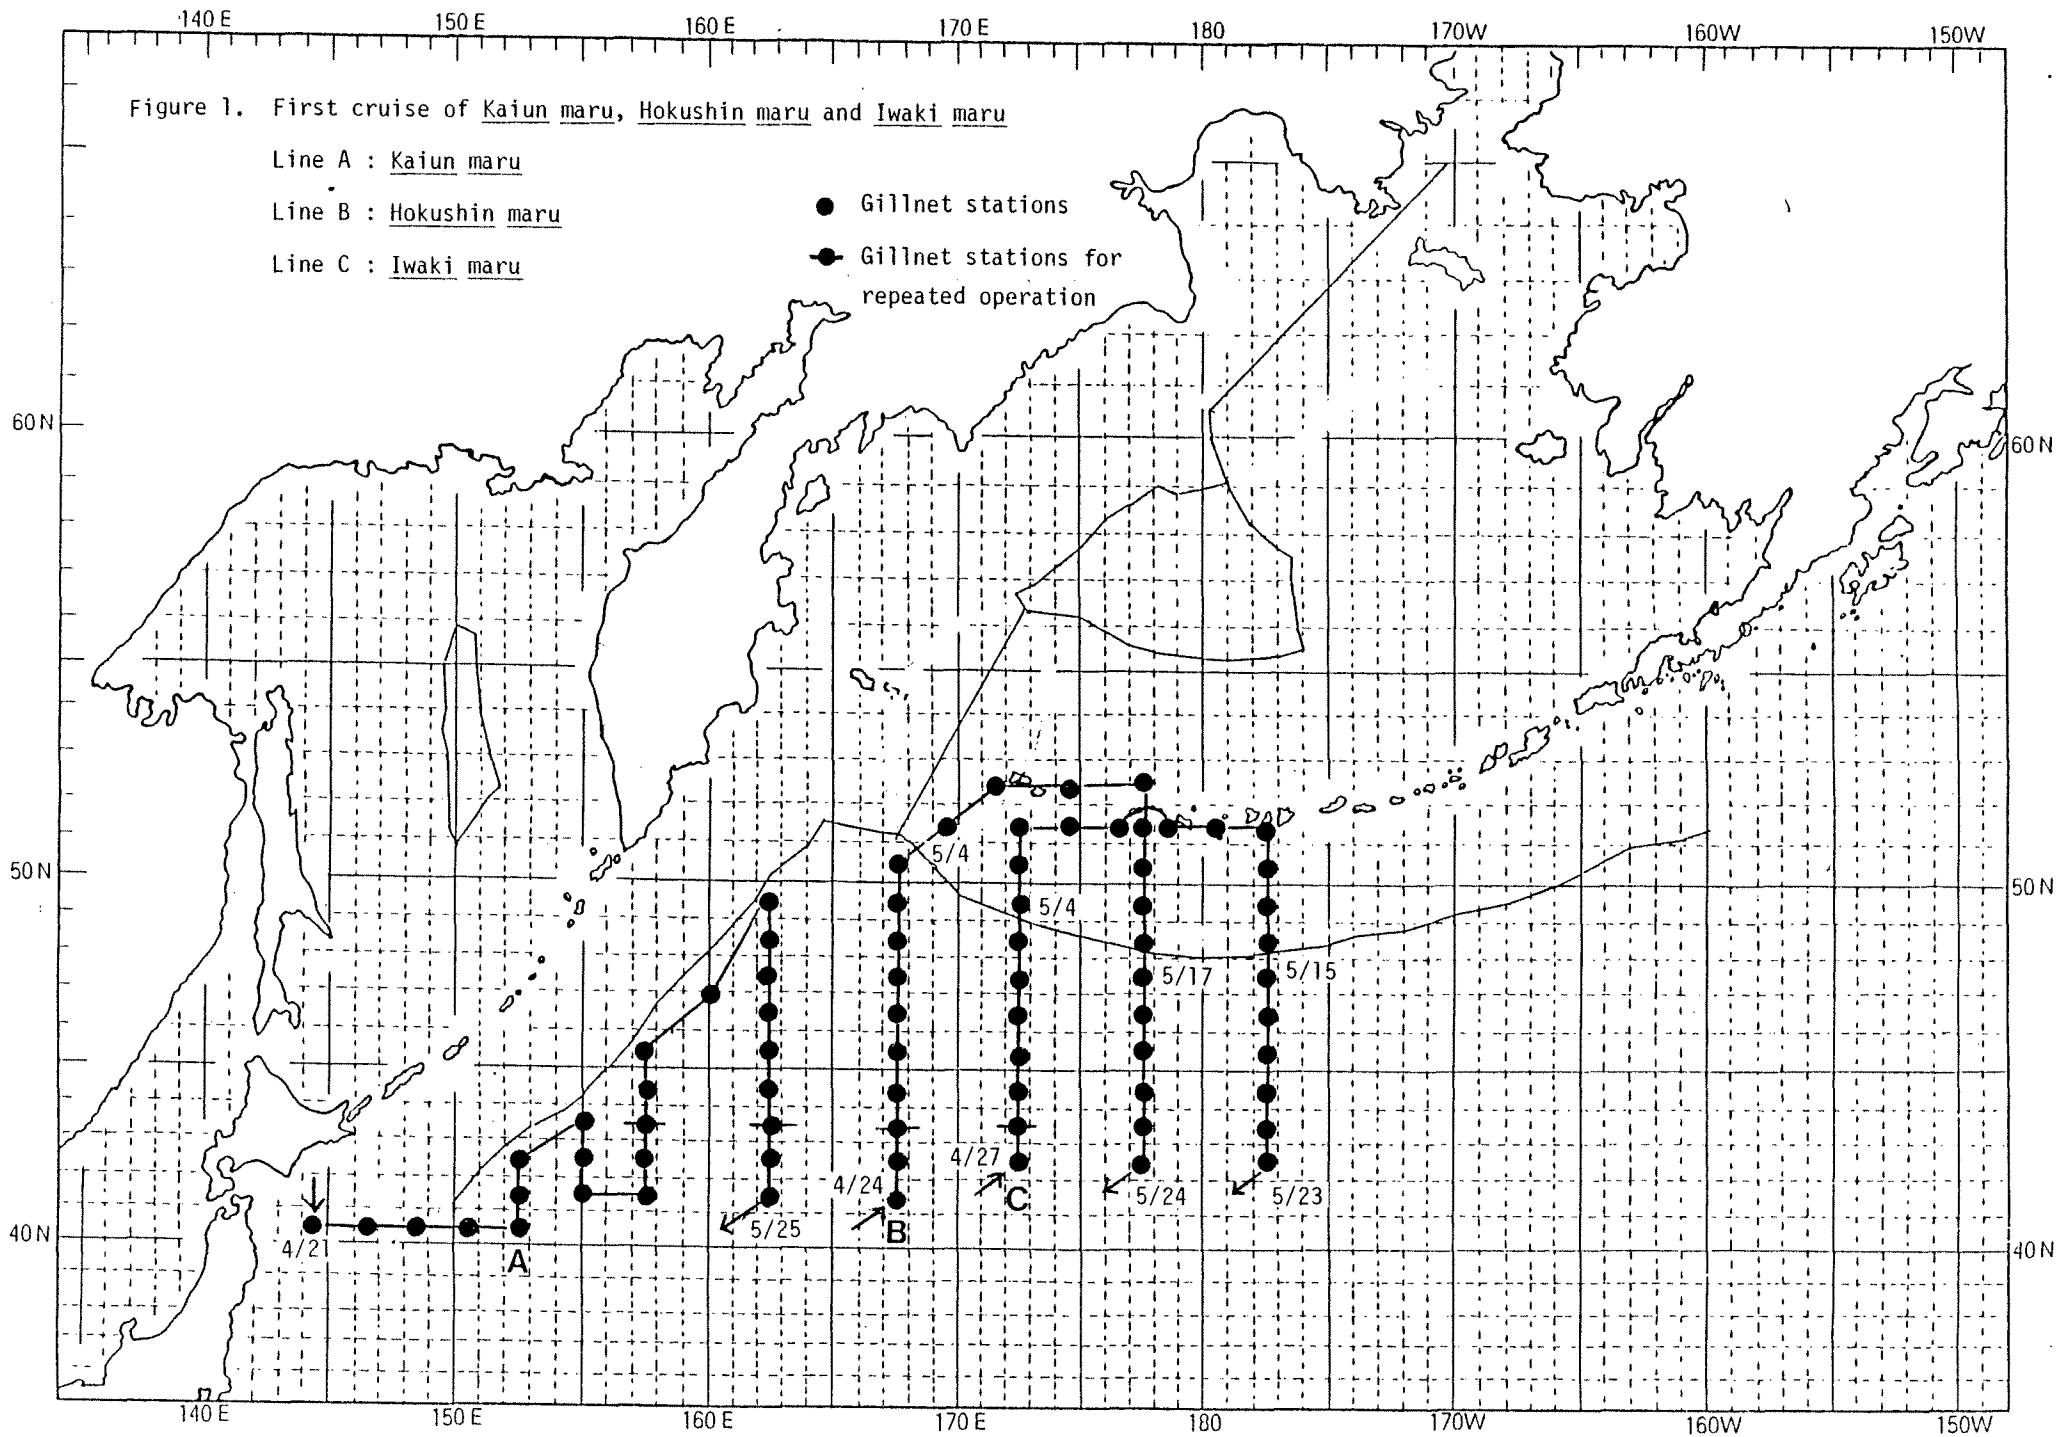 140 E 150 E 160 E 170 E 180 170W 160W 150W
Figure 1. First cruise of Kaiun maru, Hokushin maru and Iwaki maru
Line A : Kaiun maru
Line B : Hokushin maru
Line C : Iwaki maru
Gillnet stations
Gillnet stations for
repeated operation
60 N
60 N
5/4
50 N
50 N
5/4
5/17
5/15
4/27
4/24
C
5/24
5/23
B
5/25
4/21
A
40 N
40 N
140 E 150 E 160 E 170 E 180 170W 160W 150W